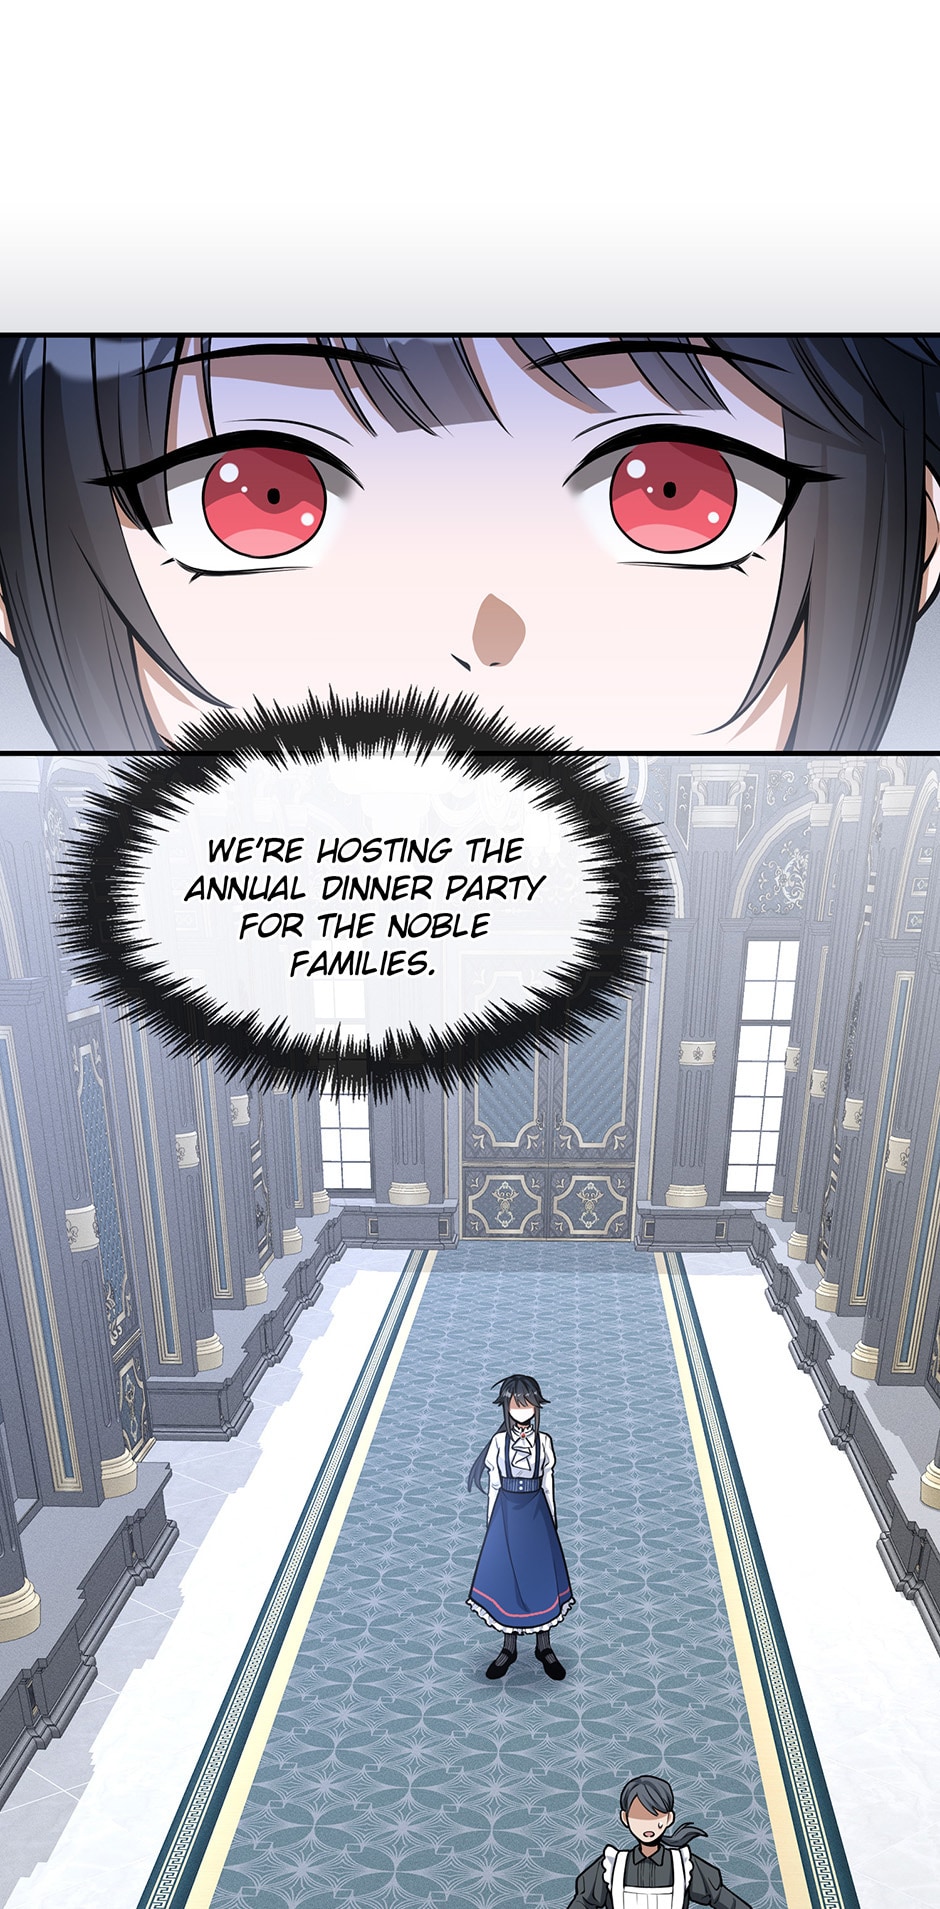 WE'RE HOSTING THE
ANNUAL DINNER PARTY
FOR THE NOBLE
FAMILIES.